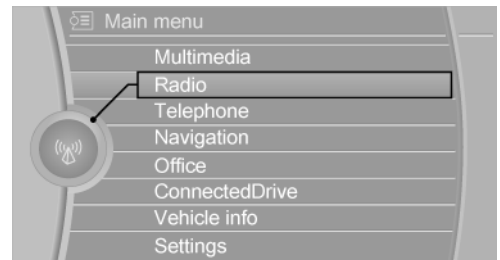 Main menu
Multimedia
Radio
Telephone
Navigation
Office
ConnectedDrive
Vehicle info
Settings